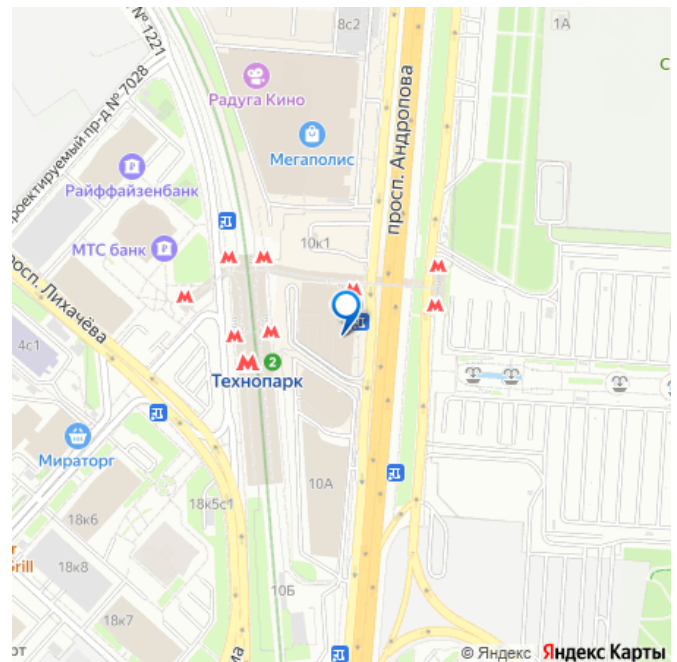 № 1221
8с2
1А
С
Радуга Кино
проектируемый пр-д № 7028
Мегаполис
просп. Андропова
Райффайзенбанк
10к1
МТС банк
просп. Лихачёва
4с1
2
Технопарк
Мираторг
10А
18к5с1
18к6
18к8
10Б
18к7
© Яндекс Яндекс Карты